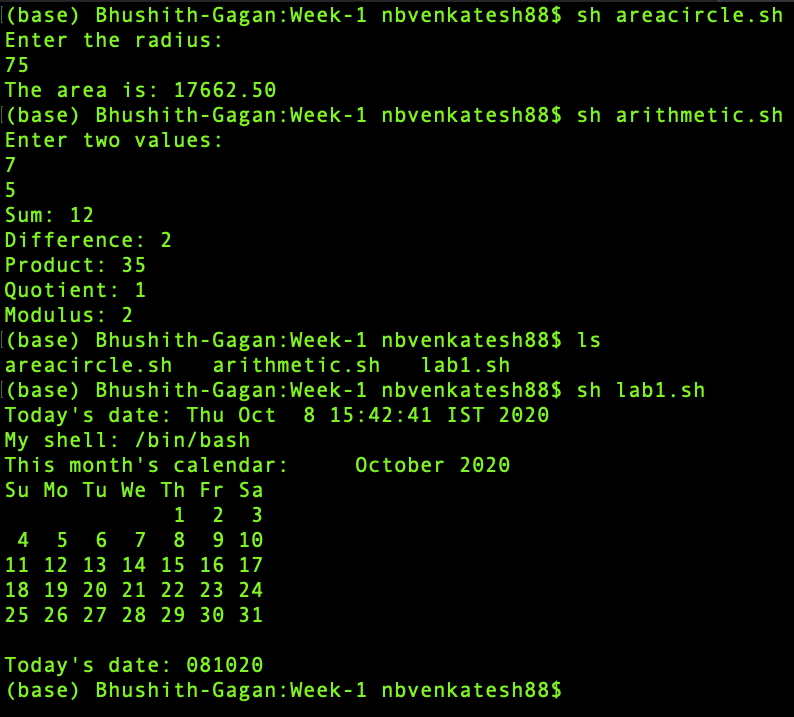 (base) Bhushith-Gagan:Week-1 nbvenkatesh88$ sh areacircle.sh
Enter the radius:
75
The area is: 17662.50
(base) Bhushith-Gagan:Week-1 nbvenkatesh88$ sh arithmetic.sh
Enter two values:
7
5
Sum: 12
Difference: 2
Product: 35
Quotient: 1
Modulus: 2
(base) Bhushith-Gagan:Week-1 nbvenkatesh88$ ls
areacircle.sh   arithmetic.sh   lab1.sh
(base) Bhushith-Gagan:Week-1 nbvenkatesh88$ sh lab1.sh
Today's date: Thu Oct  8 15:42:41 IST 2020
My shell: /bin/bash
This month's calendar:     October 2020
Su Mo Tu We Th Fr Sa
             1  2  3
 4  5  6  7  8  9 10
11 12 13 14 15 16 17
18 19 20 21 22 23 24
25 26 27 28 29 30 31

Today's date: 081020
(base) Bhushith-Gagan:Week-1 nbvenkatesh88$